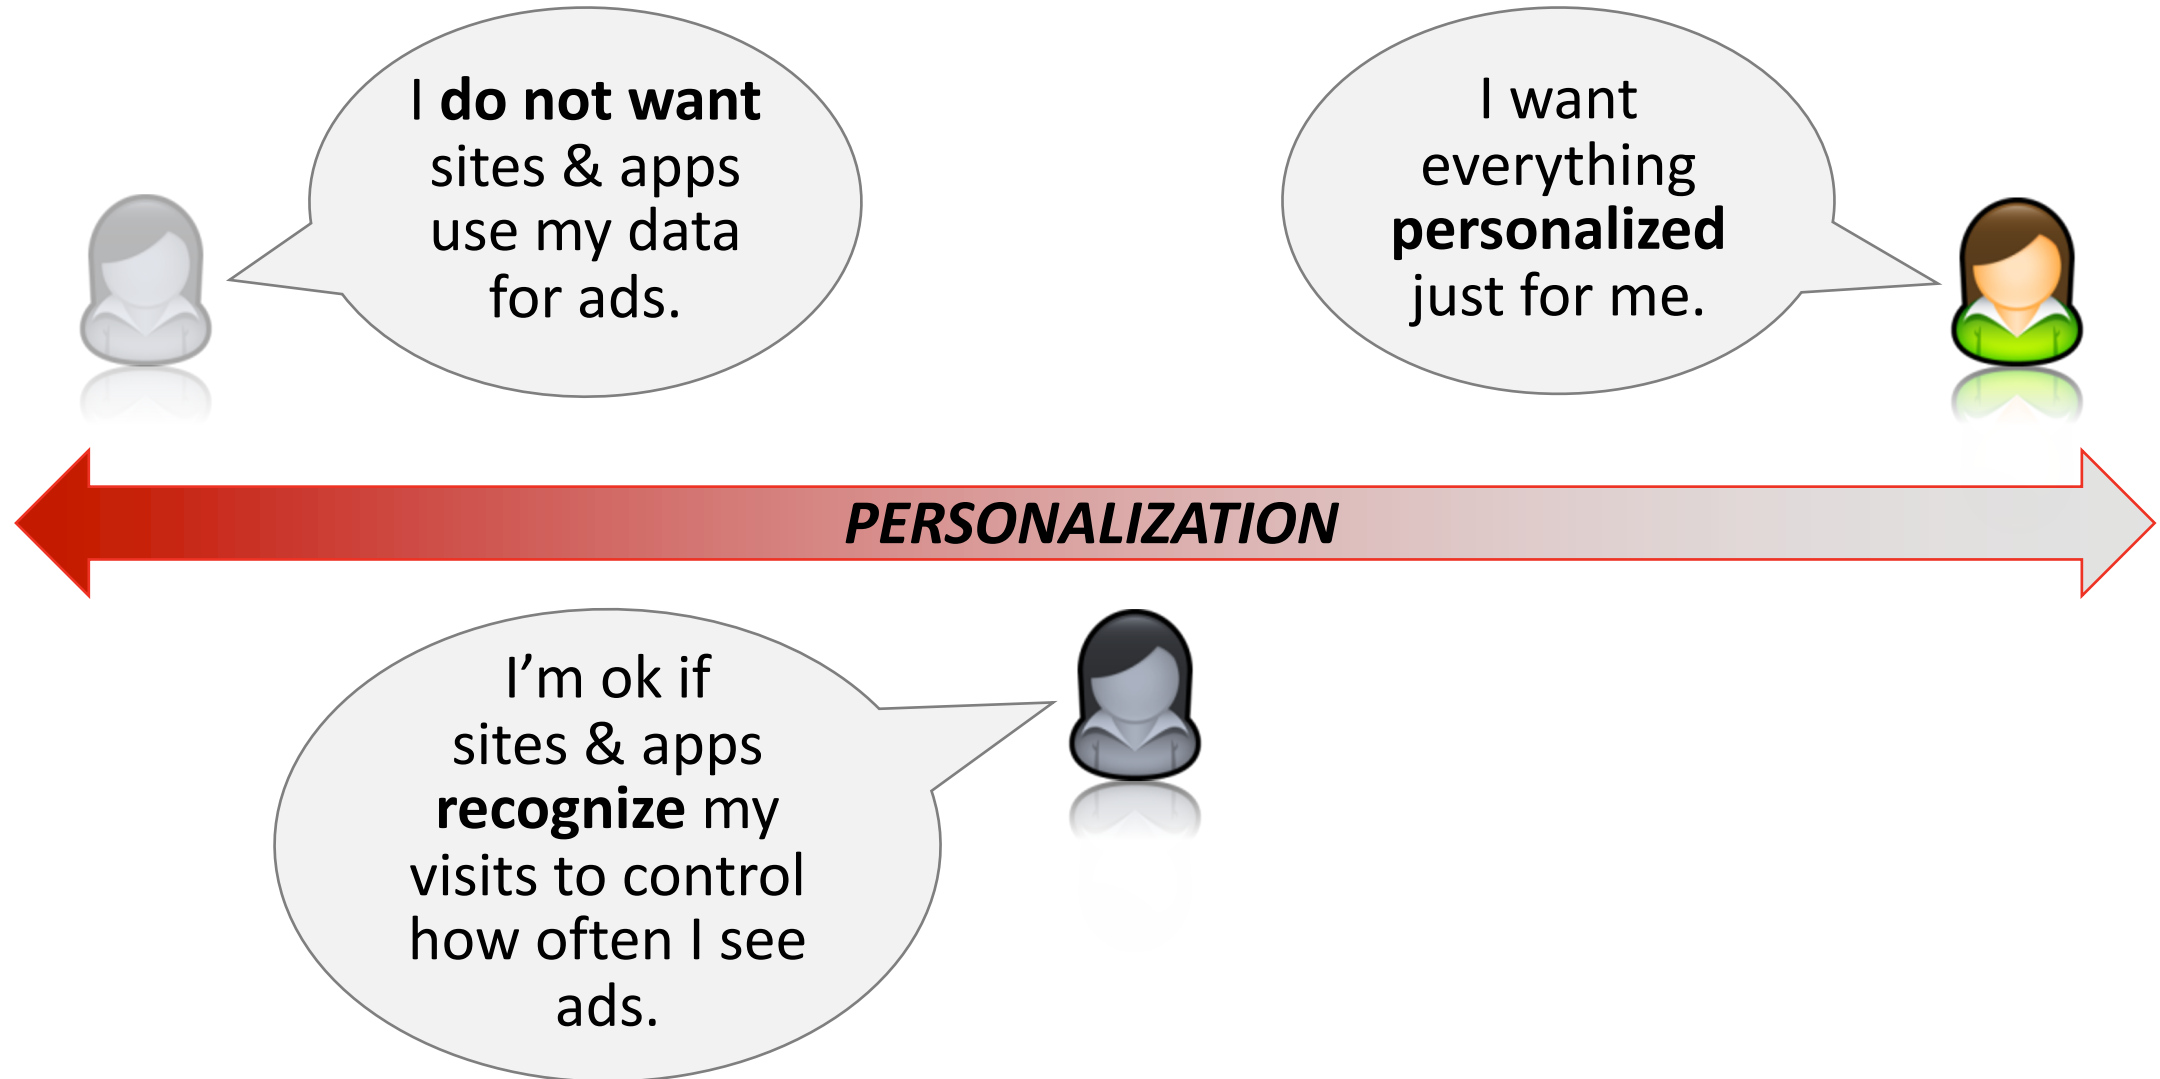 I do not want
sites & apps
use my data
for ads.
I want
everything
personalized
just for me.
PERSONALIZATION
I’m ok if
sites & apps
recognize my
visits to control
how often I see
ads.